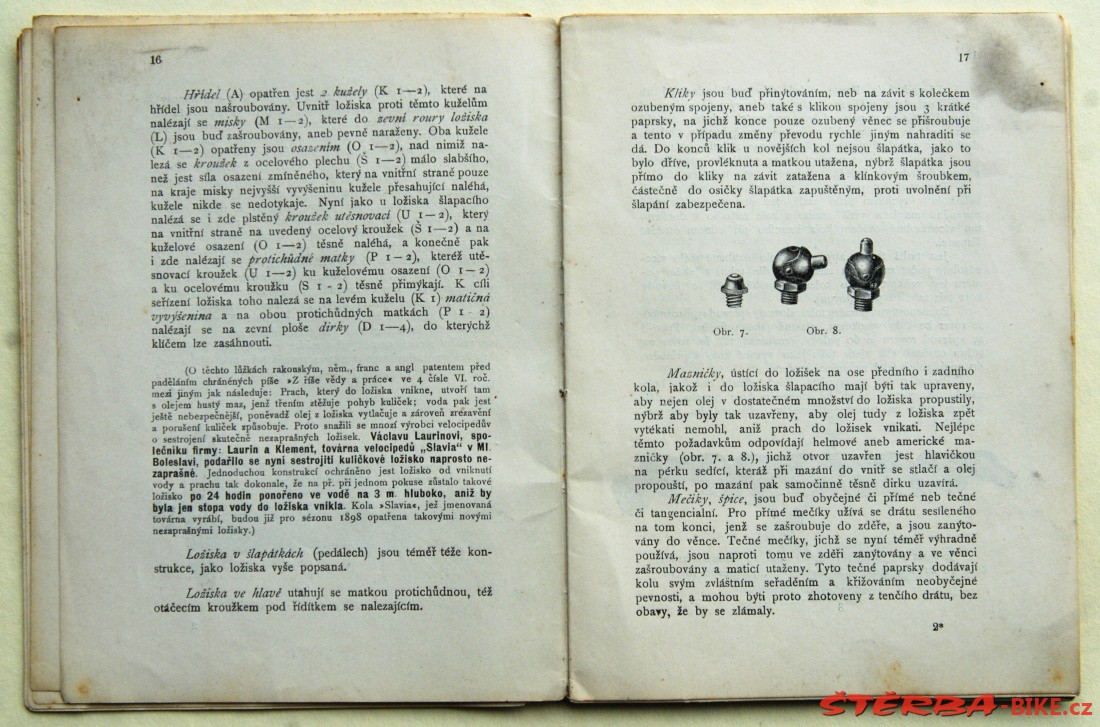 16
Hřídel (A) opatřen jest 2 kužely (K 1—2), které na
hřídel jsou našroubovány. Uvnitř ložiska proti těmto kuželům
nalézají se misky (M 1—2), které do zevní roury ložiska
(L) jsou buď zašroubovány, aneb pevně naraženy. Oba kužele
(K 1—2) opatřeny jsou osazením (O 1—2), nad nimiž na-
lezá se kroužek z ocelového plechu (Š 1—2) málo slabšího,
než jest síla osazení zmíněného, který na vnitřní straně pouze
na kraje misky nejvyšší vyvýšeninu kužele přesahující naléhá,
kužele nikde se nedotýkaje. Nyní jako u ložiska šlapacího
nalézá se i zde plstěný kroužek utěsnovací (U 1—2), který
na vnitřní straně na uvedený ocelový kroužek (Š 1—2) a na
kuželové osazení (O 1—2) těsně naléhá, a konečně pak
i zde nalézají se protichůdné matky (P 1-2), kteréž utě-
snovací kroužek (U 1—2) ku kuželovému osazení (O 1—2)
a ku ocelovému kroužku (S 1-2) těsně přimýkají. K cíli
seřízení ložiska toho nalezá se na levém kuželu (K 1) matičná
vyvýšenina a na obou protichůdných matkách (P 1-2)
nalézají se na zevní ploše dirky (D 1—4), do kterýchž
klíčem lze zasáhnouti.
(O těchto lůžkách rakouským, něm., franc a angl patentem před
paděláním chráněných píše »Z říše vědy a práce« ve 4 čísle VI. roč.
mezi jiným jak následuje: Prach, který do ložiska vnikne, utvoří tam
s olejem hustý maz, jenž třením stěžuje pohyb kuliček; voda pak jest
ještě nebezpečnější, poněvadž olej z ložiska vytlačuje a zároveň zrezavění
a porušení kuliček způsobuje. Proto snažili se mnozí výrobci velocipedův
o sestrojení skutečně nezaprašných ložisek. Václavu Laurinovi, spo-
lečníku firmy: Laurin a Klement, továrna velocipedů „Slavia“ v Ml.
Boleslavi, podařilo se nyní sestrojiti kuličkové ložisko naprosto ne-
zaprašné. Jednoduchou konstrukcí ochráněno jest ložisko od vniknutí
vody a prachu tak dokonale, že na př. při jednom pokuse zůstalo takové
ložisko po 24 hodin ponořeno ve vodě na 3 m. hluboko, aniž by
byla jen stopa vody do ložiska vnikla. Kola »Slavia«, jež jmenovaná
továrna vyrábí, budou již pro sézonu 1898 opatřena takovými novými
nezaprašnými ložisky.)
Ložiska v šlapátkách (pedálech) jsou téměř téže kon-
strukce, jako ložiska vyše popsaná.
Ložiska ve hlavě utahují se matkou protichůdnou, též
otáčecím kroužkem pod řídítkem se nalezajícím.
17
Kliky jsou buď přinýtováním, neb na závit s kolečkem
ozubeným spojeny, aneb také s klikou spojeny jsou 3 krátké
paprsky, na jichž konce pouze ozubený věnec se přišroubuje
a tento v případu změny převodu rychle jiným nahraditi se
dá. Do konců klik u novějších kol nejsou šlapátka, jako to
bylo dříve, provléknuta a matkou utažena, nýbrž šlapátka jsou
přímo do kliky na závit zatažena a klínkovým šroubkem,
částečně do osičky šlapátka zapuštěným, proti uvolnění při
šlapání zabezpečena.
Obr. 7. Obr. 8.
Mazničky, ústící do ložišek na ose předního i zadního
kola, jakož i do ložiska šlapacího mají býti tak upraveny,
aby nejen olej v dostatečném množství do ložiska propustily,
nýbrž aby byly tak uzavřeny, aby olej tudy z ložiska zpět
vytékati nemohl, aniž prach do ložisek vnikati. Nejlépe
těmto požadavkům odpovídají helmové aneb americké ma-
zničky (obr. 7. a 8.), jichž otvor uzavřen jest hlavičkou
na pérku sedící, kteráž při mazání do vnitř se stlačí a olej
propouští, po mazání pak samočinně těsně dirku uzavírá.
Mečiky, špice, jsou buď obyčejné či přímé neb tečné
či tangencialní. Pro přímé mečíky užívá se drátu sesíleného
na tom konci, jenž se zašroubuje do zděře, a jsou zanýto-
vány do věnce. Tečné mečíky, jichž se nyní téměř výhradně
používá, jsou naproti tomu ve zděři zanýtovány a ve věnci
zašroubovány a maticí utaženy. Tyto tečné paprsky dodávají
kolu svým zvláštním seřaděním a křižováním neobyčejné
pevnosti, a mohou býti proto zhotoveny z tenčího drátu, bez
obavy, že by se zlámaly.
2*
ŠTĚRBA-BIKE.cz